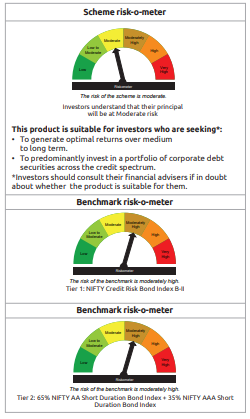 Scheme risk-o-meter
Low
Low to
Moderate
Moderate
Moderately
High
High
Very
High
Riskometer
The risk of the scheme is moderate.
Investors understand that their principal
will be at Moderate risk
This product is suitable for investors who are seeking*:
• To generate optimal returns over medium
to long term.
• To predominantly invest in a portfolio of corporate debt
securities across the credit spectrum.
*Investors should consult their financial advisers if in doubt
about whether the product is suitable for them.
Benchmark risk-o-meter
Low
Low to
Moderate
Moderate
Moderately
High
High
Very
High
Riskometer
The risk of the benchmark is moderately high.
Tier 1: NIFTY Credit Risk Bond Index B-II
Benchmark risk-o-meter
Low
Low to
Moderate
Moderate
Moderately
High
High
Very
High
Riskometer
The risk of the benchmark is moderately high.
Tier 2: 65% NIFTY AA Short Duration Bond Index + 35% NIFTY AAA Short
Duration Bond Index